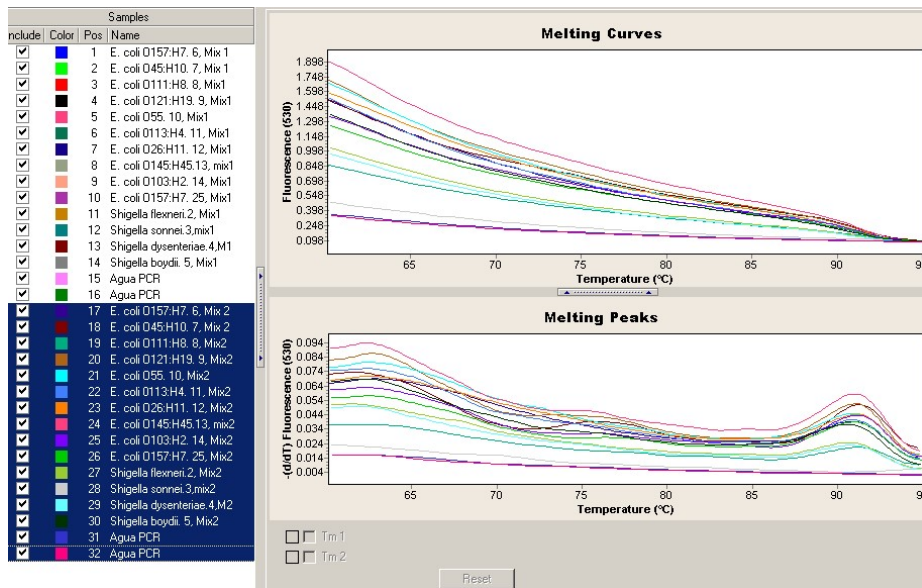 Samples
nclude Color Pos Name
1 E. coli O157:H7. 6, Mix 1
2 E. coli O45:H10. 7, Mix 1
3 E. coli O111:H8. 8, Mix1
4 E. coli O121:H19. 9, Mix1
5 E. coli O55. 10, Mix1
6 E. coli O113:H4. 11, Mix1
7 E. coli O26:H11. 12, Mix1
8 E. coli O145:H45.13, mix1
9 E. coli O103:H2. 14, Mix1
10 E. coli O157:H7. 25, Mix1
11 Shigella flexneri.2, Mix1
12 Shigella sonnei.3,mix1
13 Shigella dysenteriae.4,M1
14 Shigella boydii. 5, Mix1
15 Agua PCR
16 Agua PCR
17 E. coli O157:H7. 6, Mix 2
18 E. coli O45:H10. 7, Mix 2
19 E. coli O111:H8. 8, Mix2
20 E. coli O121:H19. 9, Mix2
21 E. coli O55. 10, Mix2
22 E. coli O113:H4. 11, Mix2
23 E. coli O26:H11. 12, Mix2
24 E. coli O145:H45.13, mix2
25 E. coli O103:H2. 14, Mix2
26 E. coli O157:H7. 25, Mix2
27 Shigella flexneri.2, Mix2
28 Shigella sonnei.3,mix2
29 Shigella dysenteriae.4,M2
30 Shigella boydii. 5, Mix2
31 Agua PCR
32 Agua PCR
Melting Curves
Fluorescence (530)
1.898
1.748
1.598
1.448
1.298
1.148
0.998
0.848
0.698
0.548
0.398
0.248
0.098
65 70 75 80 85 90 95
Temperature (°C)
Melting Peaks
-(d/dT) Fluorescence (530)
0.094
0.084
0.074
0.064
0.054
0.044
0.034
0.024
0.014
0.004
65 70 75 80 85 90 95
Temperature (°C)
Tm 1
Tm 2
Reset